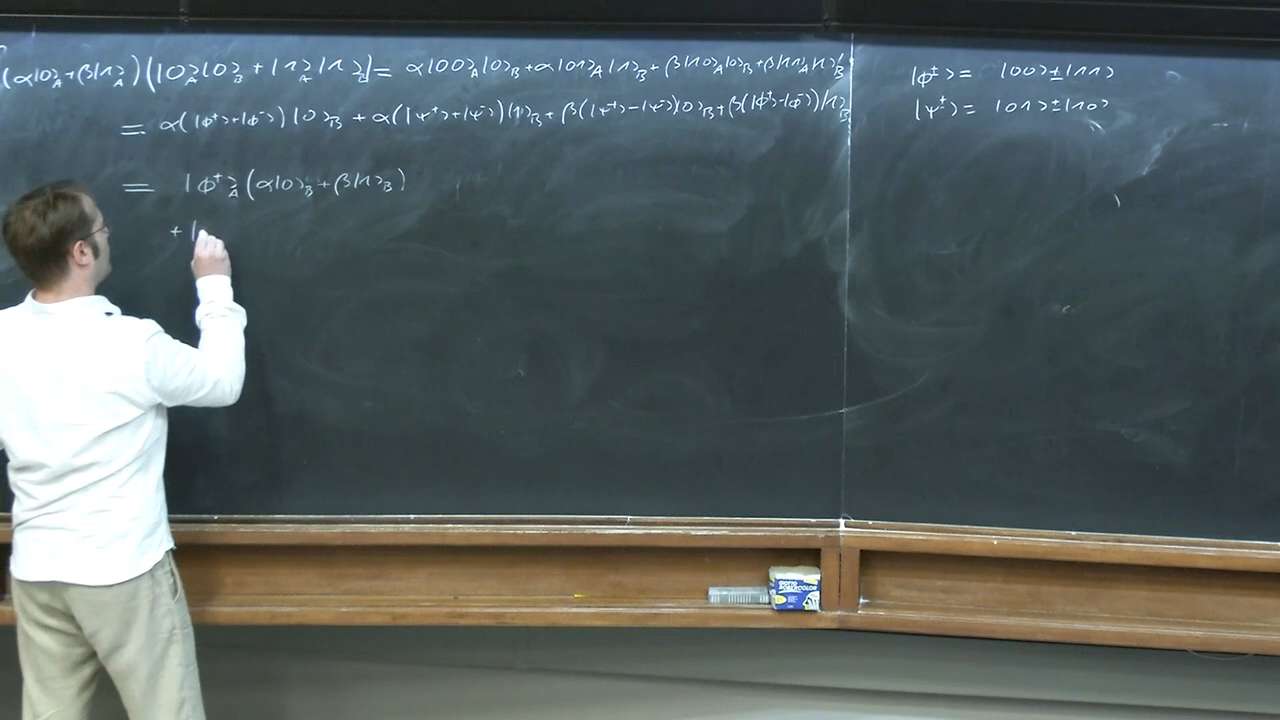 (α|0⟩_A+β|1⟩_A)(|0⟩_A|0⟩_B+|1⟩_A|1⟩_B)= α|00⟩_A|0⟩_B+α|01⟩_A|1⟩_B+β|10⟩_A|0⟩_B+β|11⟩_A|1⟩_B
= α(|φ⁺⟩+|φ⁻⟩)|0⟩_B + α(|ψ⁺⟩+|ψ⁻⟩)|1⟩_B+β(|ψ⁺⟩-|ψ⁻⟩)|0⟩_B+β(|φ⁺⟩-|φ⁻⟩)|1⟩_B
= |φ⁺⟩_A(α|0⟩_B+β|1⟩_B)
+ |
|φ^±⟩= |00⟩±|11⟩
|ψ^±⟩= |01⟩±|10⟩